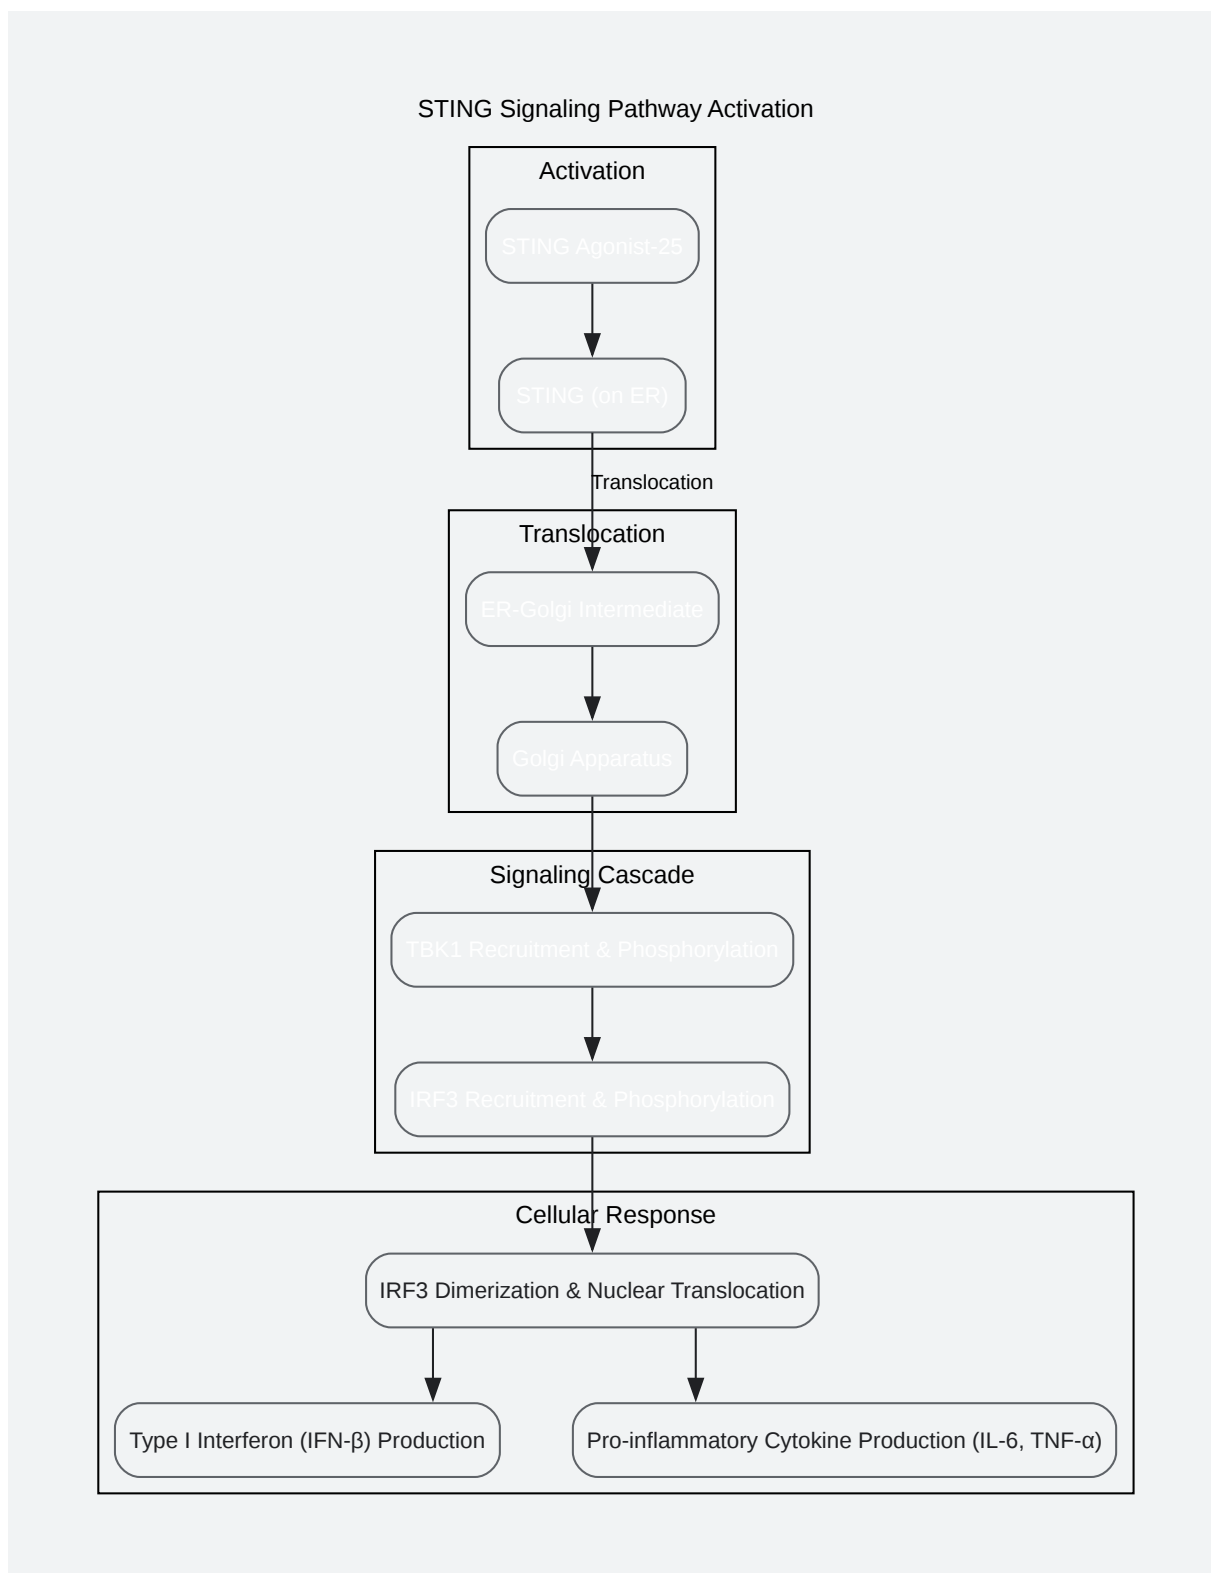 STING Signaling Pathway Activation
Activation
STING Agonist-25
STING (on ER)
Translocation
Translocation
ER-Golgi Intermediate
Golgi Apparatus
Signaling Cascade
TBK1 Recruitment & Phosphorylation
IRF3 Recruitment & Phosphorylation
Cellular Response
IRF3 Dimerization & Nuclear Translocation
Type I Interferon (IFN-β) Production
Pro-inflammatory Cytokine Production (IL-6, TNF-α)